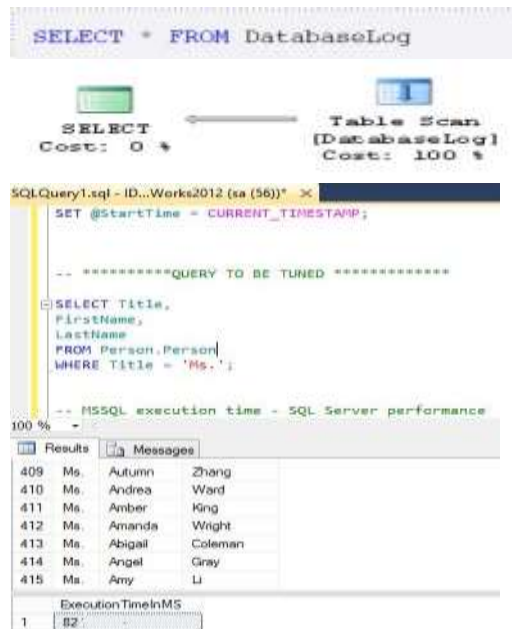 SELECT * FROM DatabaseLog
SELECT
Cost: 0 %
Table Scan
[DatabaseLog]
Cost: 100 %
SQLQuery1.sql - ID...Works2012 (sa (56))* ×
SET @StartTime = CURRENT_TIMESTAMP;
-- **********QUERY TO BE TUNED *************
SELECT Title,
FirstName,
LastName
FROM Person.Person
WHERE Title = 'Ms.';
-- MSSQL execution time - SQL Server performance
100 %
Results Messages
409 Ms. Autumn Zhang
410 Ms. Andrea Ward
411 Ms. Amber King
412 Ms. Amanda Wright
413 Ms. Abigail Coleman
414 Ms. Angel Gray
415 Ms. Amy Li
ExecutionTimeInMS
1 82